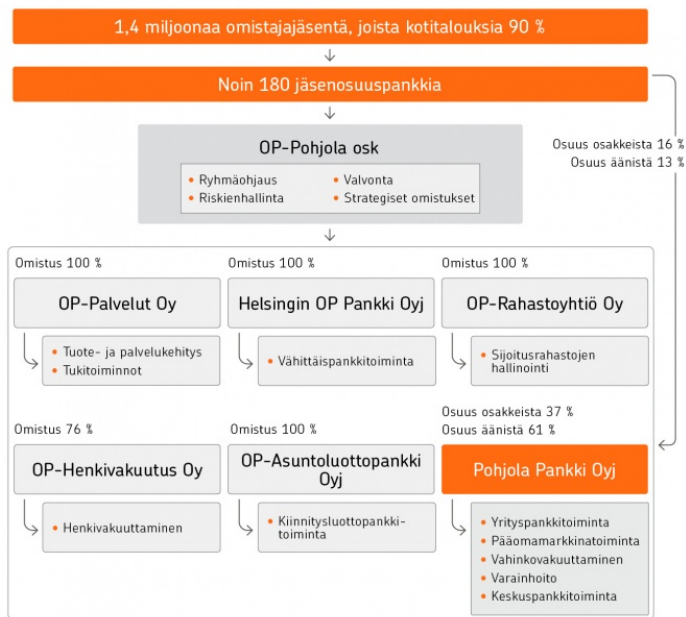 1,4 miljoonaa omistajajäsentä, joista kotitalouksia 90 %
Noin 180 jäsenosuuspankkia
OP-Pohjola osk
• Ryhmäohjaus
• Riskienhallinta
• Valvonta
• Strategiset omistukset
Osuus osakkeista 16 %
Osuus äänistä 13 %
Omistus 100 %
OP-Palvelut Oy
• Tuote- ja palvelukehitys
• Tukitoiminnot
Omistus 100 %
Helsingin OP Pankki Oyj
• Vähittäispankkitoiminta
Omistus 100 %
OP-Rahastoyhtiö Oy
• Sijoitusrahastojen
hallinointi
Omistus 76 %
OP-Henkivakuutus Oy
• Henkivakuuttaminen
Omistus 100 %
OP-Asuntoluottopankki
Oyj
• Kiinnitysluottopankki-
toiminta
Osuus osakkeista 37 %
Osuus äänistä 61 %
Pohjola Pankki Oyj
• Yrityspankkitoiminta
• Pääomamarkkinatoiminta
• Vahinkovakuuttaminen
• Varainhoito
• Keskuspankkitoiminta